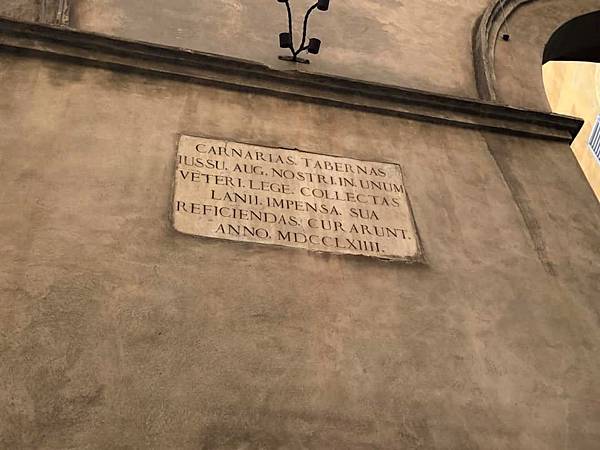 CARNARIAS. TABERNAS
IUSSU. AUG. NOSTRI. IN. UNUM
VETERI. LEGE. COLLECTAS
LANII. IMPENSA. SUA
REFICIENDAS. CURARUNT.
ANNO. MDCCLXIIII.